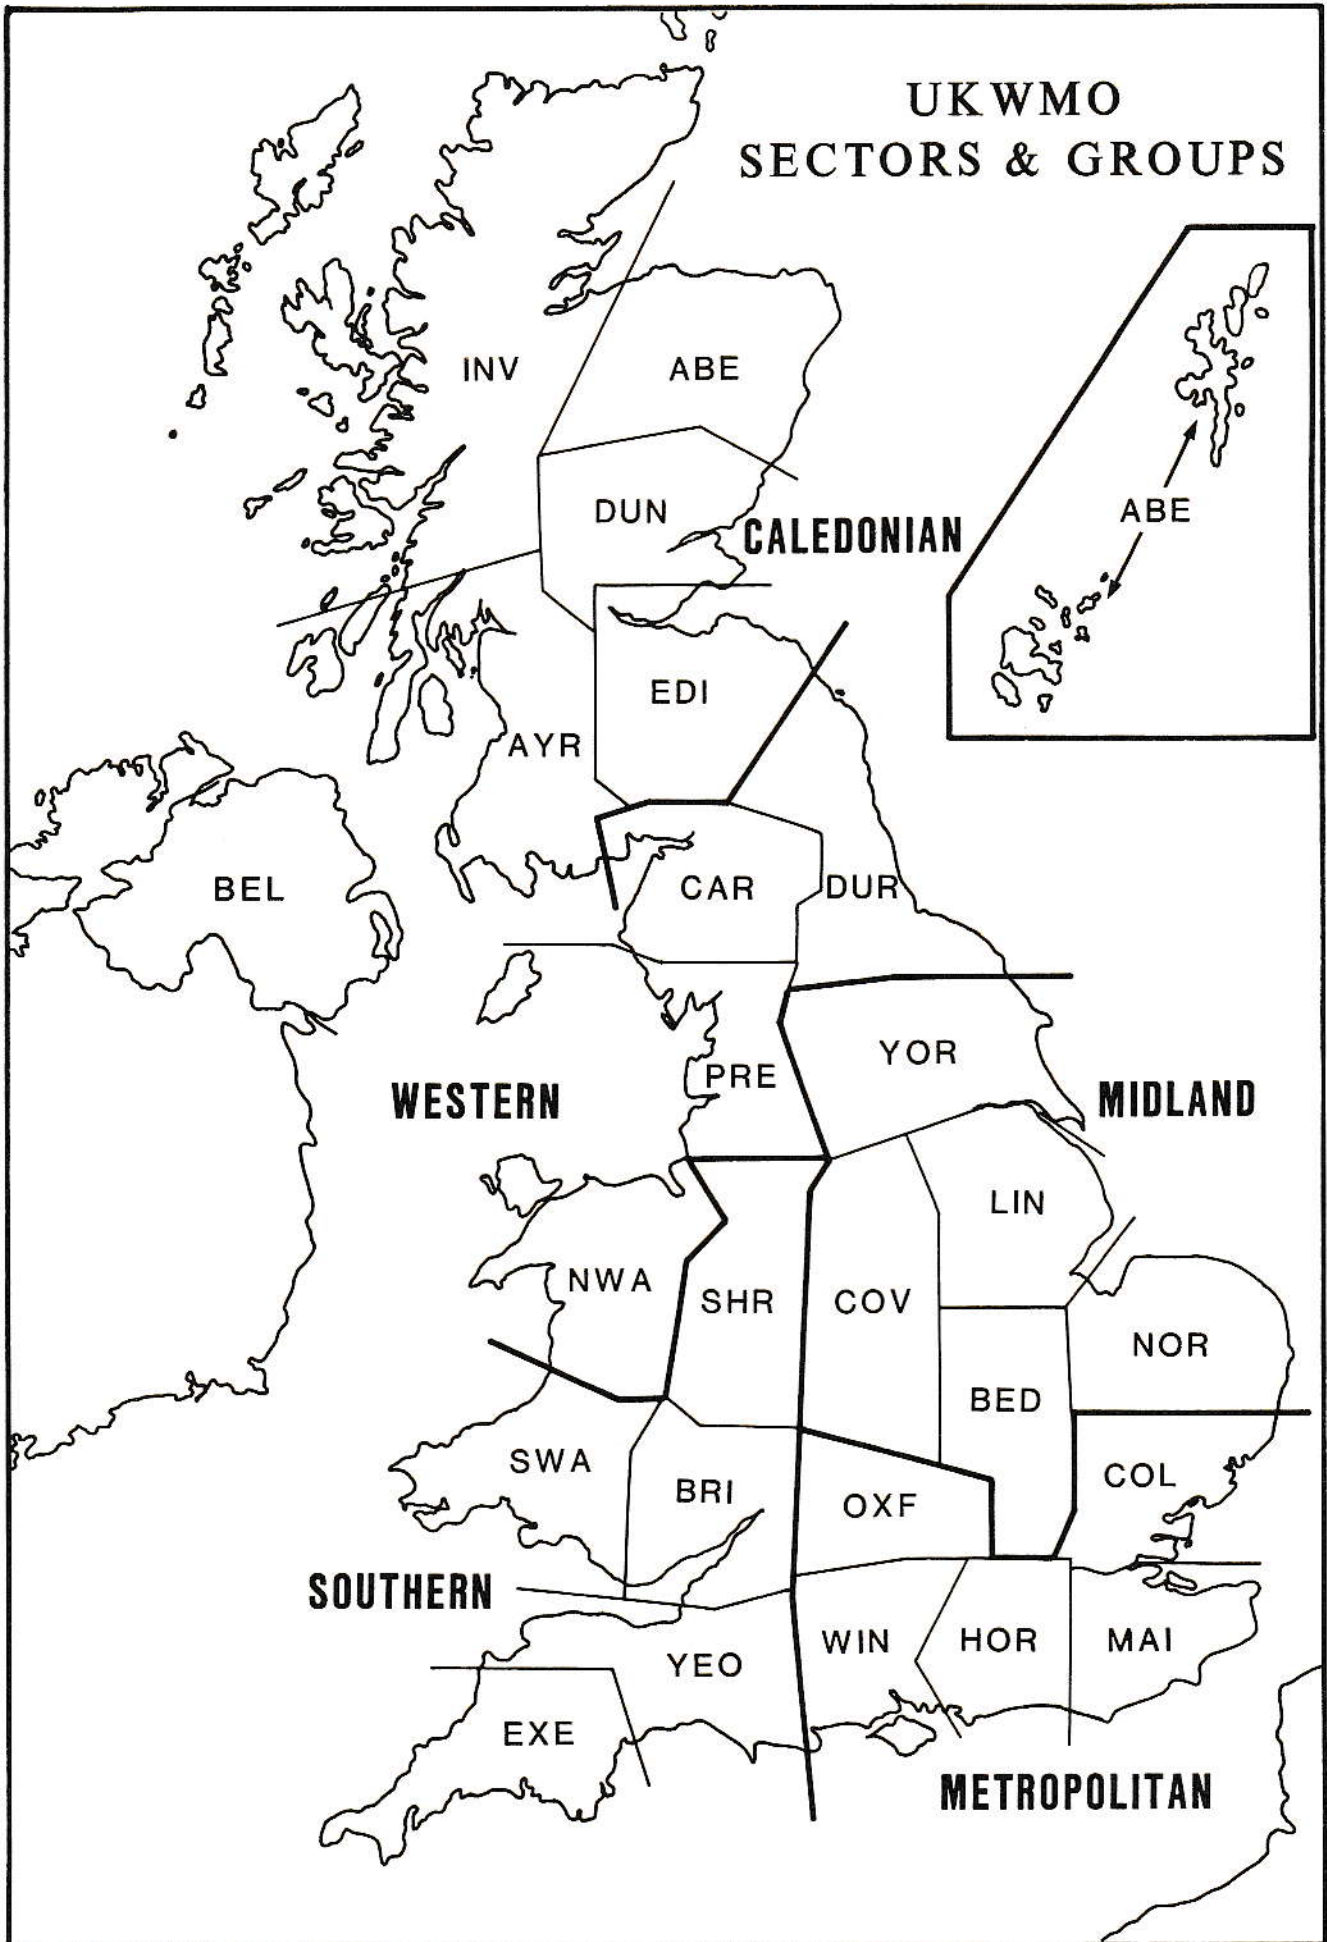 UKWMO
SECTORS & GROUPS
INV
ABE
DUN
CALEDONIAN
ABE
EDI
AYR
BEL
CAR
DUR
YOR
PRE
WESTERN
MIDLAND
LIN
NWA
SHR
COV
NOR
BED
SWA
BRI
OXF
COL
SOUTHERN
WIN
HOR
MAI
YEO
EXE
METROPOLITAN